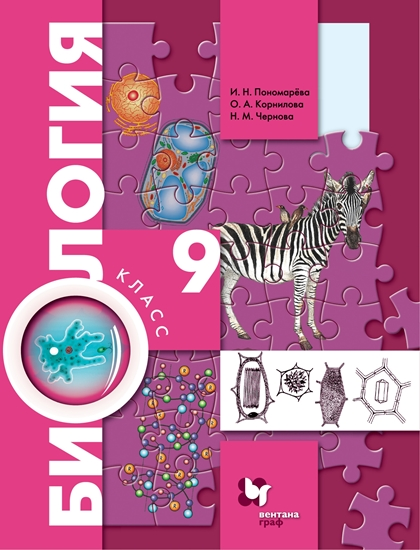 И. Н. Пономарёва
О. А. Корнилова
Н. М. Чернова
БИОЛОГИЯ
9
КЛАСС
вентана
граф